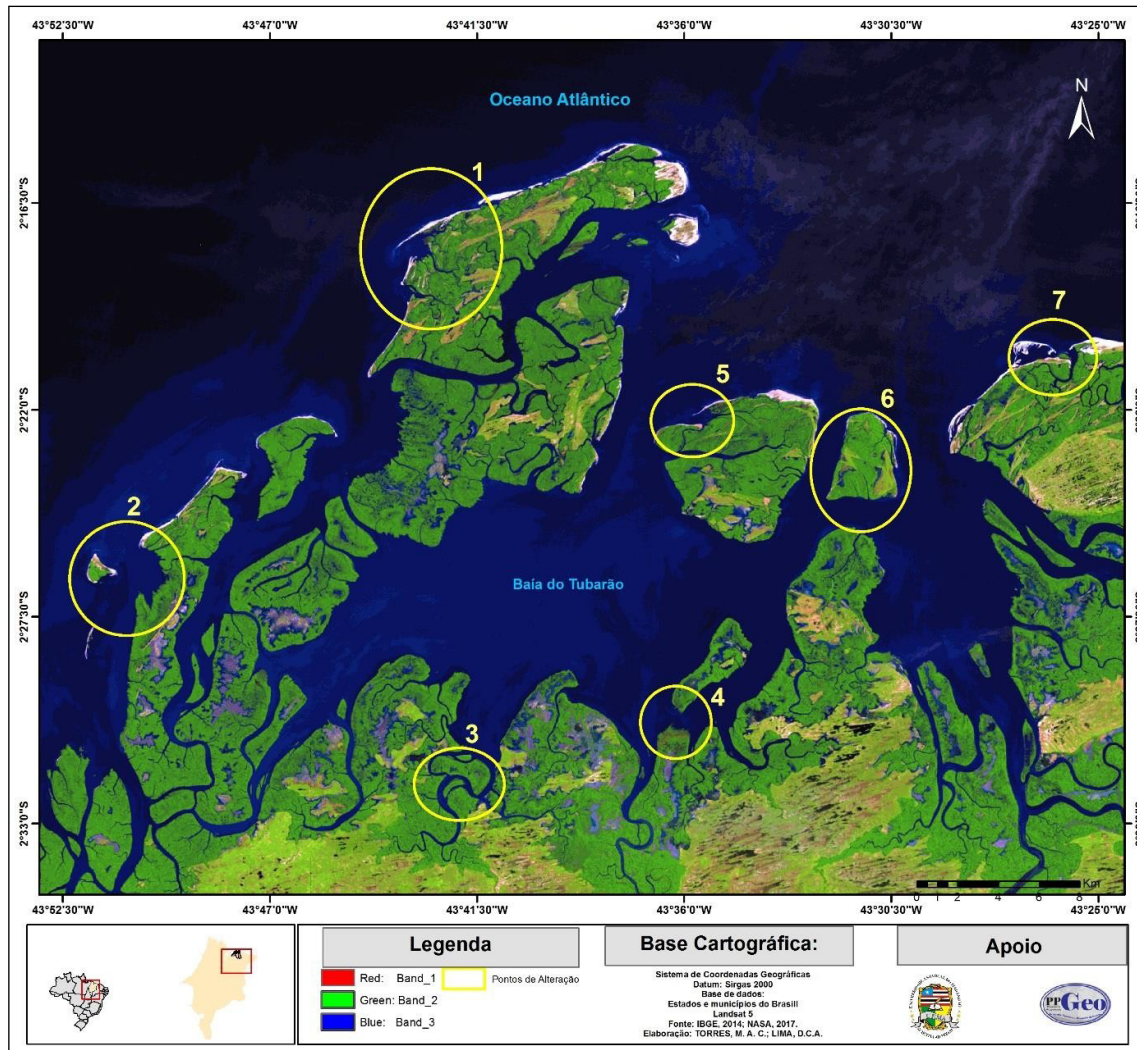 43°52'30"W 43°47'0"W 43°41'30"W 43°36'0"W 43°30'30"W 43°25'0"W
Oceano Atlântico
N
1
2°16'30"S
7
5
2°22'0"S
6
2
Baía do Tubarão
2°27'30"S
4
3
2°33'0"S
Km
0 1 2 4 6 8
43°52'30"W 43°47'0"W 43°41'30"W 43°36'0"W 43°30'30"W 43°25'0"W
Legenda
Red: Band_1
Pontos de Alteração
Green: Band_2
Blue: Band_3
Base Cartográfica:
Sistema de Coordenadas Geográficas
Datum: Sirgas 2000
Base de dados:
Estados e municípios do Brasill
Landsat 5
Fonte: IBGE, 2014; NASA, 2017.
Elaboração: TORRES, M. A. C.; LIMA, D.C.A.
Apoio
PPGeo